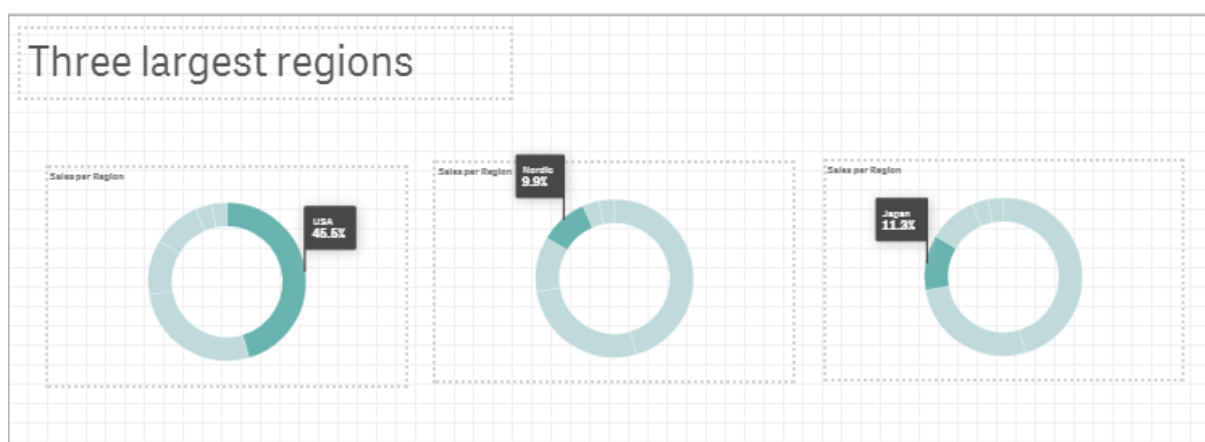 Three largest regions
Sales per Region
USA
45.5%
Sales per Region
Nordic
9.9%
Sales per Region
Japan
11.3%